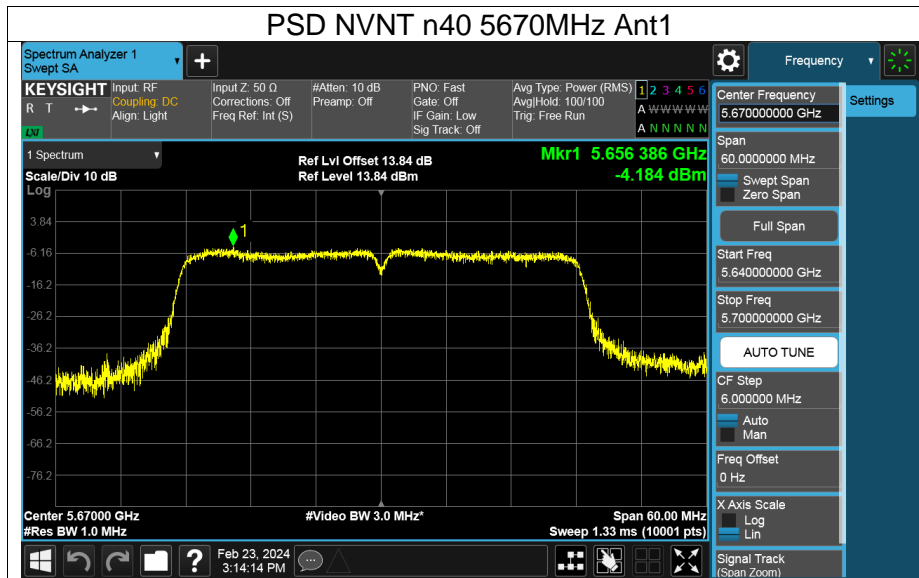 PSD NVNT n40 5670MHz Ant1
Spectrum Analyzer 1
Swept SA
+
Frequency
KEYSIGHT
R T
LXI
Input: RF
Coupling: DC
Align: Light
Input Z: 50 Ω
Corrections: Off
Freq Ref: Int (S)
#Atten: 10 dB
Preamp: Off
PNO: Fast
Gate: Off
IF Gain: Low
Sig Track: Off
Avg Type: Power (RMS)
Avg|Hold: 100/100
Trig: Free Run
1 2 3 4 5 6
A W W W W W
A N N N N N
Center Frequency
5.670000000 GHz
Settings
Span
60.0000000 MHz
Swept Span
Zero Span
Full Span
Start Freq
5.640000000 GHz
Stop Freq
5.700000000 GHz
AUTO TUNE
CF Step
6.000000 MHz
Auto
Man
Freq Offset
0 Hz
X Axis Scale
Log
Lin
Signal Track
(Span Zoom)
1 Spectrum
Scale/Div 10 dB
Ref Lvl Offset 13.84 dB
Ref Level 13.84 dBm
Mkr1 5.656 386 GHz
-4.184 dBm
Log
3.84
-6.16
-16.2
-26.2
-36.2
-46.2
-56.2
-66.2
-76.2
1
Center 5.67000 GHz
#Res BW 1.0 MHz
#Video BW 3.0 MHz*
Span 60.00 MHz
Sweep 1.33 ms (10001 pts)
?
Feb 23, 2024
3:14:14 PM